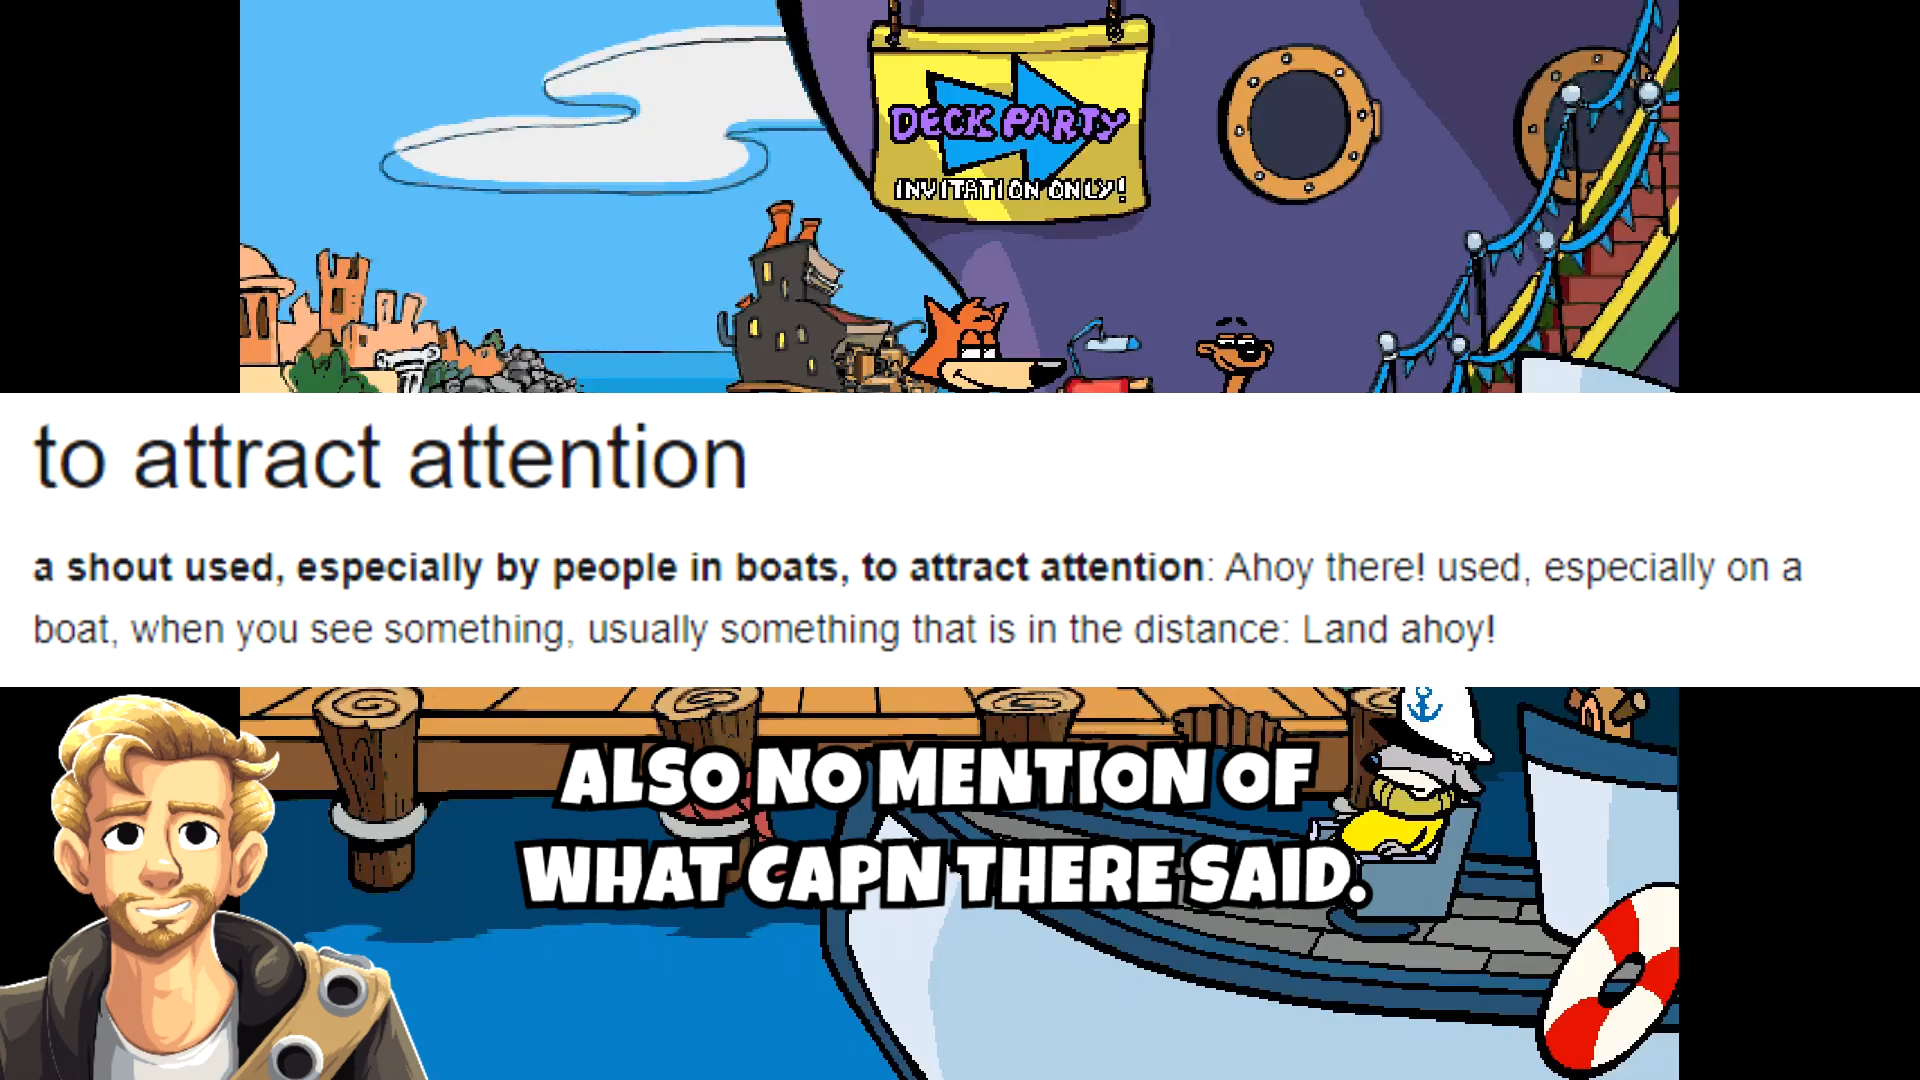 DECK PARTY
INVITATION ONLY!
to attract attention
a shout used, especially by people in boats, to attract attention: Ahoy there! used, especially on a
boat, when you see something, usually something that is in the distance: Land ahoy!
ALSO NO MENTION OF
WHAT CAPN THERE SAID.